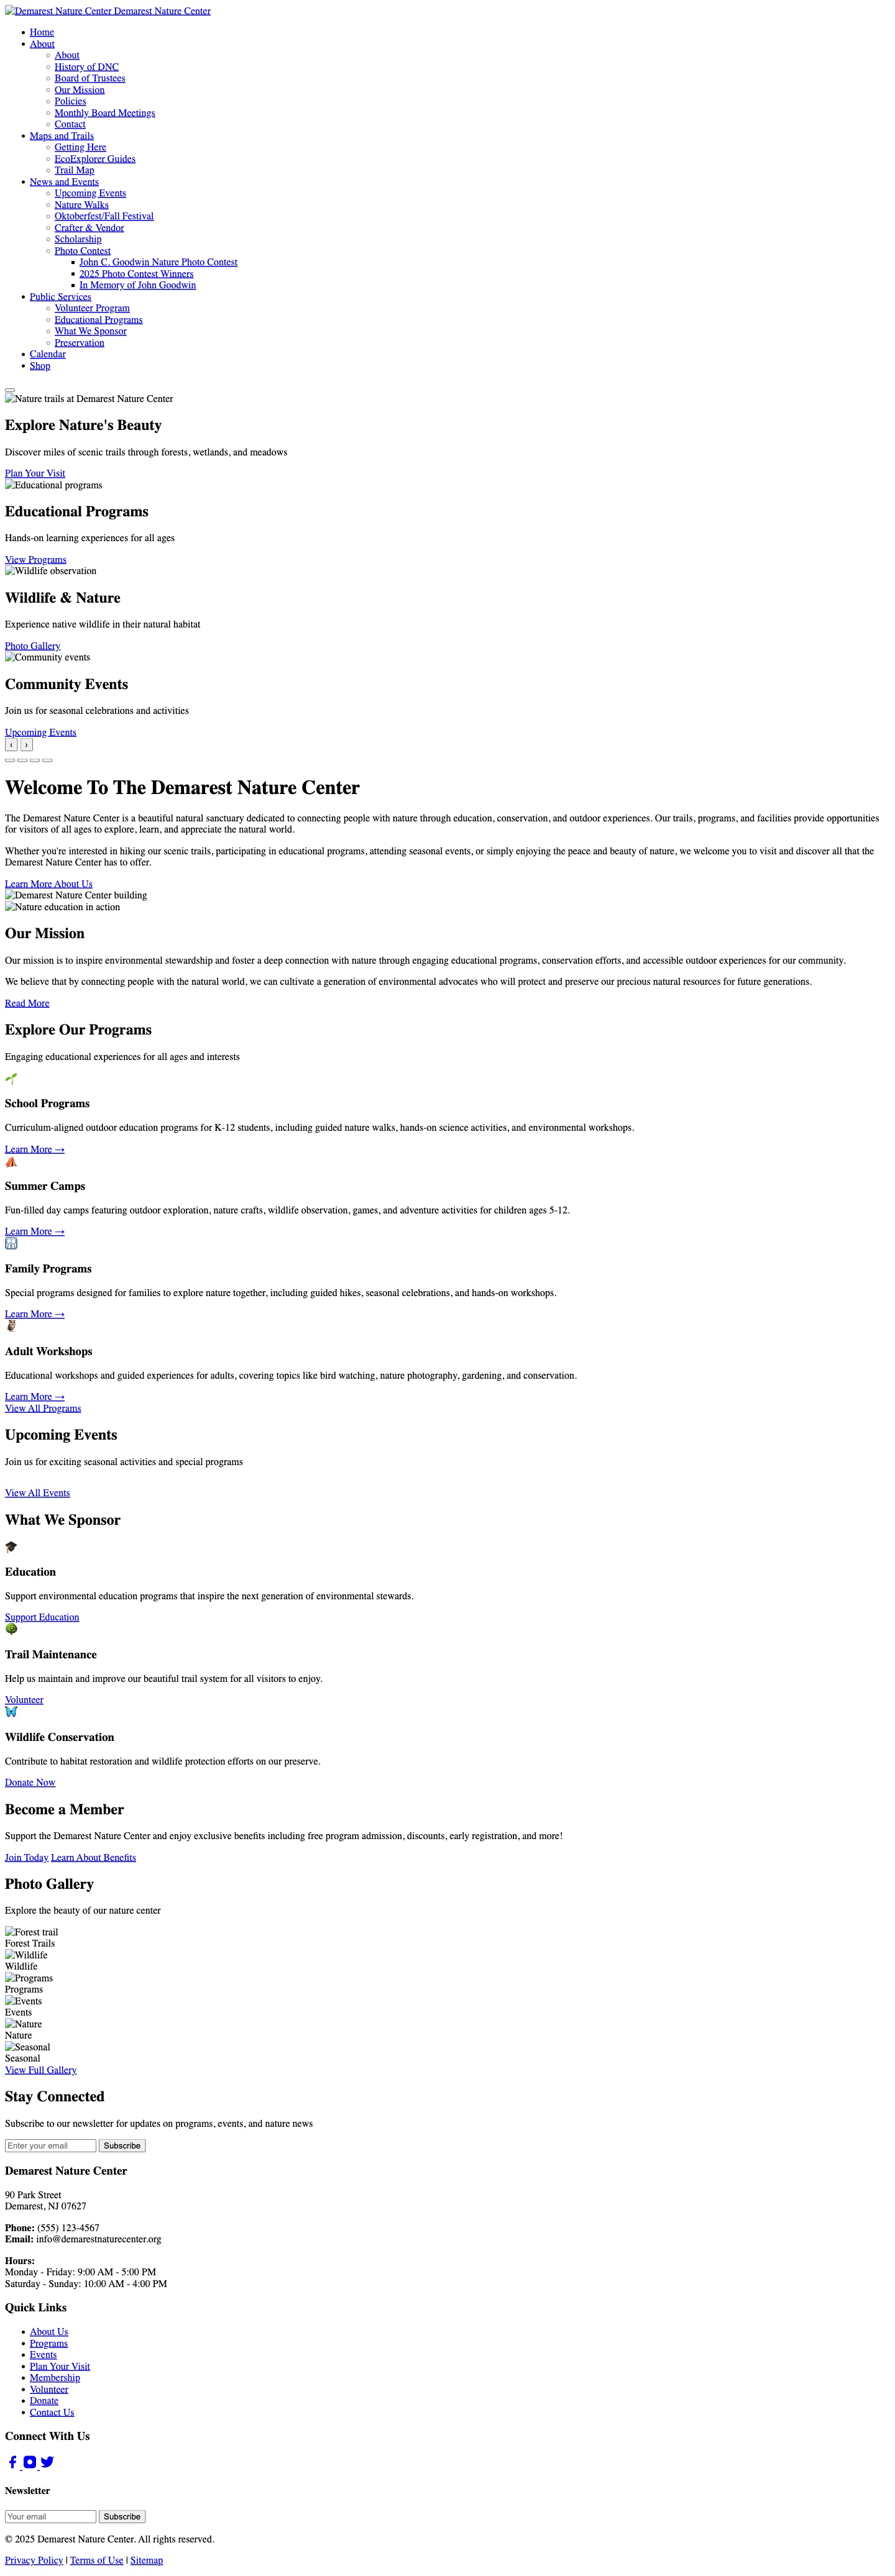 Demarest Nature Center Demarest Nature Center
Home
About
About
History of DNC
Board of Trustees
Our Mission
Policies
Monthly Board Meetings
Contact
Maps and Trails
Getting Here
EcoExplorer Guides
Trail Map
News and Events
Upcoming Events
Nature Walks
Oktoberfest/Fall Festival
Crafter & Vendor
Scholarship
Photo Contest
John C. Goodwin Nature Photo Contest
2025 Photo Contest Winners
In Memory of John Goodwin
Public Services
Volunteer Program
Educational Programs
What We Sponsor
Preservation
Calendar
Shop
Nature trails at Demarest Nature Center
Explore Nature's Beauty
Discover miles of scenic trails through forests, wetlands, and meadows
Plan Your Visit
Educational programs
Educational Programs
Hands-on learning experiences for all ages
View Programs
Wildlife observation
Wildlife & Nature
Experience native wildlife in their natural habitat
Photo Gallery
Community events
Community Events
Join us for seasonal celebrations and activities
Upcoming Events
‹ ›
Welcome To The Demarest Nature Center
The Demarest Nature Center is a beautiful natural sanctuary dedicated to connecting people with nature through education, conservation, and outdoor experiences. Our trails, programs, and facilities provide opportunities
for visitors of all ages to explore, learn, and appreciate the natural world.
Whether you're interested in hiking our scenic trails, participating in educational programs, attending seasonal events, or simply enjoying the peace and beauty of nature, we welcome you to visit and discover all that the
Demarest Nature Center has to offer.
Learn More About Us
Demarest Nature Center building
Nature education in action
Our Mission
Our mission is to inspire environmental stewardship and foster a deep connection with nature through engaging educational programs, conservation efforts, and accessible outdoor experiences for our community.
We believe that by connecting people with the natural world, we can cultivate a generation of environmental advocates who will protect and preserve our precious natural resources for future generations.
Read More
Explore Our Programs
Engaging educational experiences for all ages and interests
School Programs
Curriculum-aligned outdoor education programs for K-12 students, including guided nature walks, hands-on science activities, and environmental workshops.
Learn More →
Summer Camps
Fun-filled day camps featuring outdoor exploration, nature crafts, wildlife observation, games, and adventure activities for children ages 5-12.
Learn More →
Family Programs
Special programs designed for families to explore nature together, including guided hikes, seasonal celebrations, and hands-on workshops.
Learn More →
Adult Workshops
Educational workshops and guided experiences for adults, covering topics like bird watching, nature photography, gardening, and conservation.
Learn More →
View All Programs
Upcoming Events
Join us for exciting seasonal activities and special programs
View All Events
What We Sponsor
Education
Support environmental education programs that inspire the next generation of environmental stewards.
Support Education
Trail Maintenance
Help us maintain and improve our beautiful trail system for all visitors to enjoy.
Volunteer
Wildlife Conservation
Contribute to habitat restoration and wildlife protection efforts on our preserve.
Donate Now
Become a Member
Support the Demarest Nature Center and enjoy exclusive benefits including free program admission, discounts, early registration, and more!
Join Today Learn About Benefits
Photo Gallery
Explore the beauty of our nature center
Forest trail
Forest Trails
Wildlife
Wildlife
Programs
Programs
Events
Events
Nature
Nature
Seasonal
Seasonal
View Full Gallery
Stay Connected
Subscribe to our newsletter for updates on programs, events, and nature news
Enter your email Subscribe
Demarest Nature Center
90 Park Street
Demarest, NJ 07627
Phone: (555) 123-4567
Email: info@demarestnaturecenter.org
Hours:
Monday - Friday: 9:00 AM - 5:00 PM
Saturday - Sunday: 10:00 AM - 4:00 PM
Quick Links
About Us
Programs
Events
Plan Your Visit
Membership
Volunteer
Donate
Contact Us
Connect With Us
Newsletter
Your email Subscribe
© 2025 Demarest Nature Center. All rights reserved.
Privacy Policy | Terms of Use | Sitemap